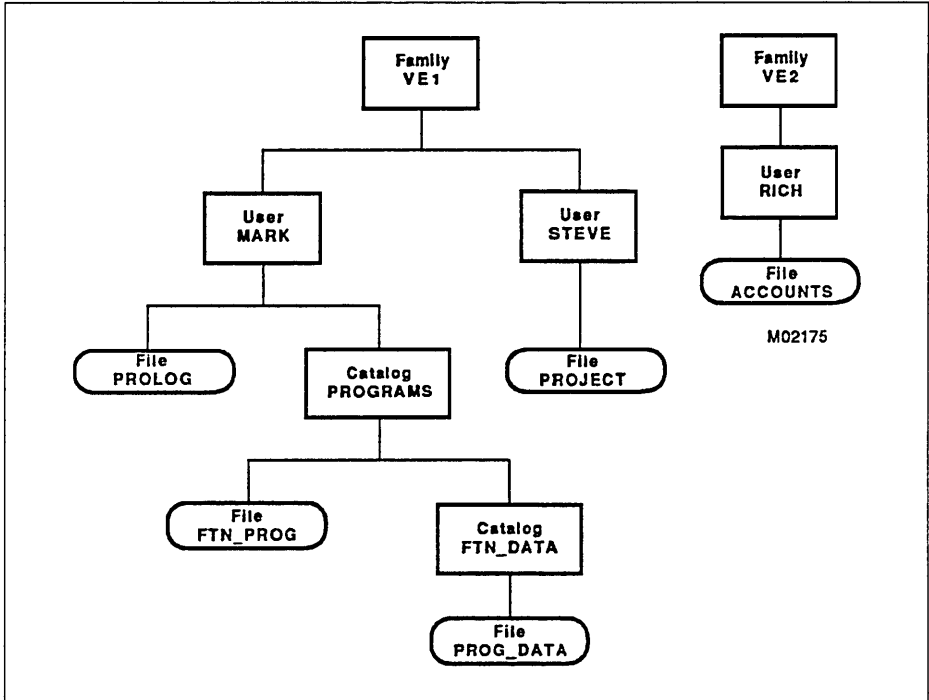 Family
VE1
Family
VE2
User
MARK
User
STEVE
User
RICH
File
ACCOUNTS
M02175
File
PROLOG
Catalog
PROGRAMS
File
PROJECT
File
FTN_PROG
Catalog
FTN_DATA
File
PROG_DATA